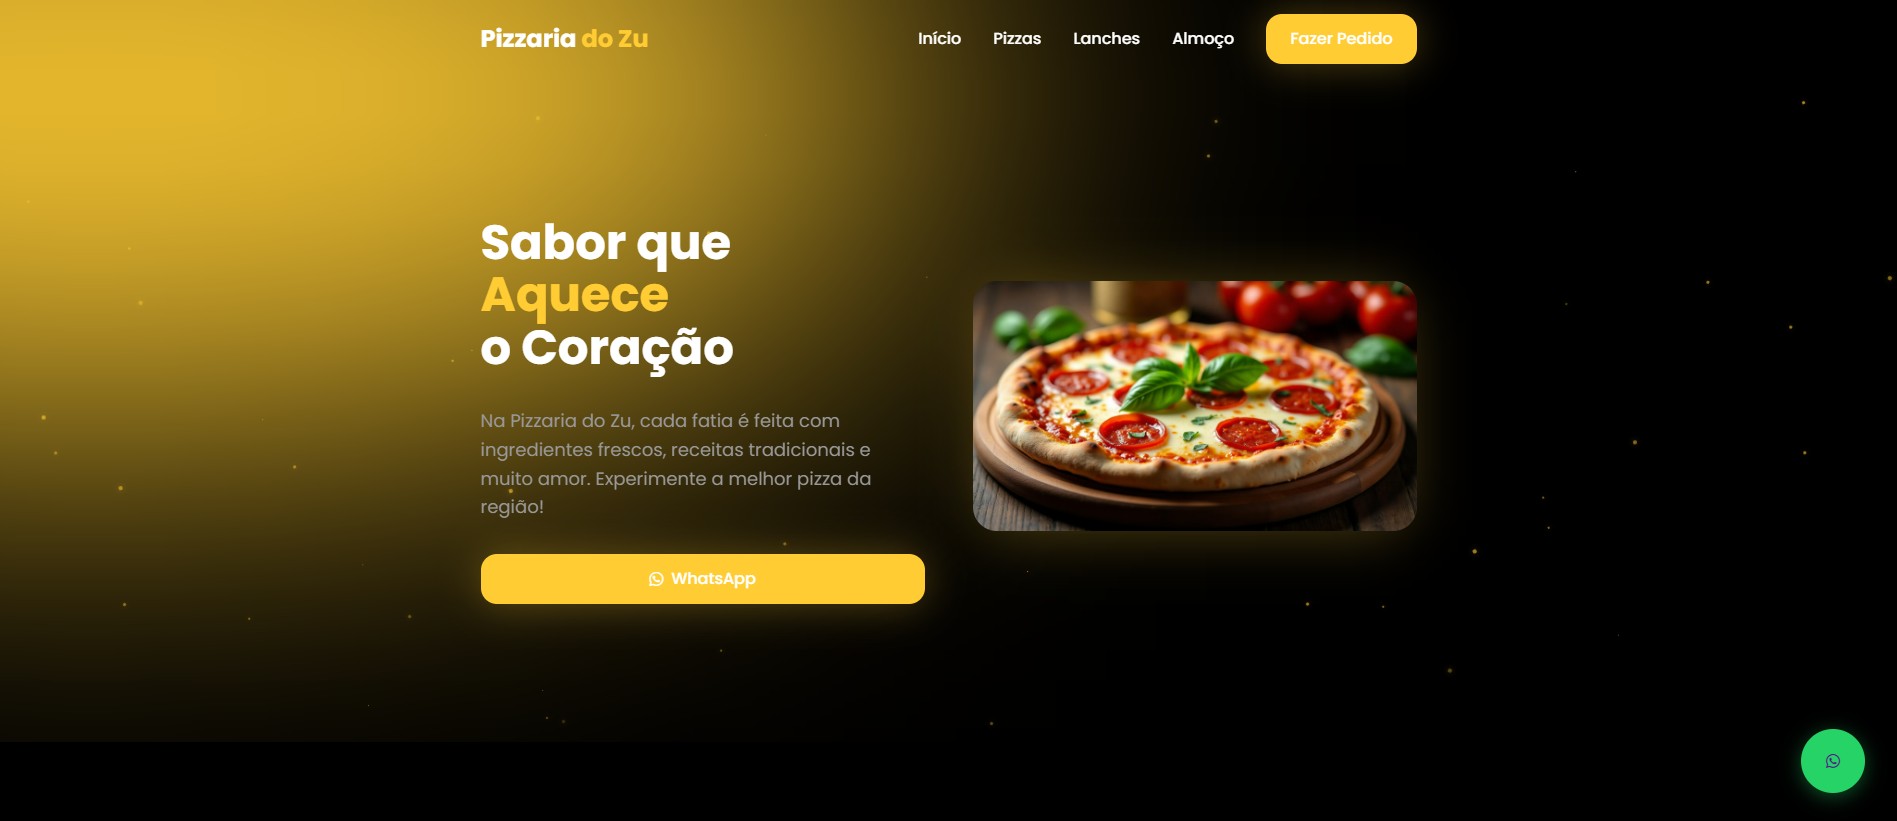 Pizzaria do Zu
Início
Pizzas
Lanches
Almoço
Fazer Pedido
Sabor que
Aquece
o Coração
Na Pizzaria do Zu, cada fatia é feita com
ingredientes frescos, receitas tradicionais e
muito amor. Experimente a melhor pizza da
região!
WhatsApp